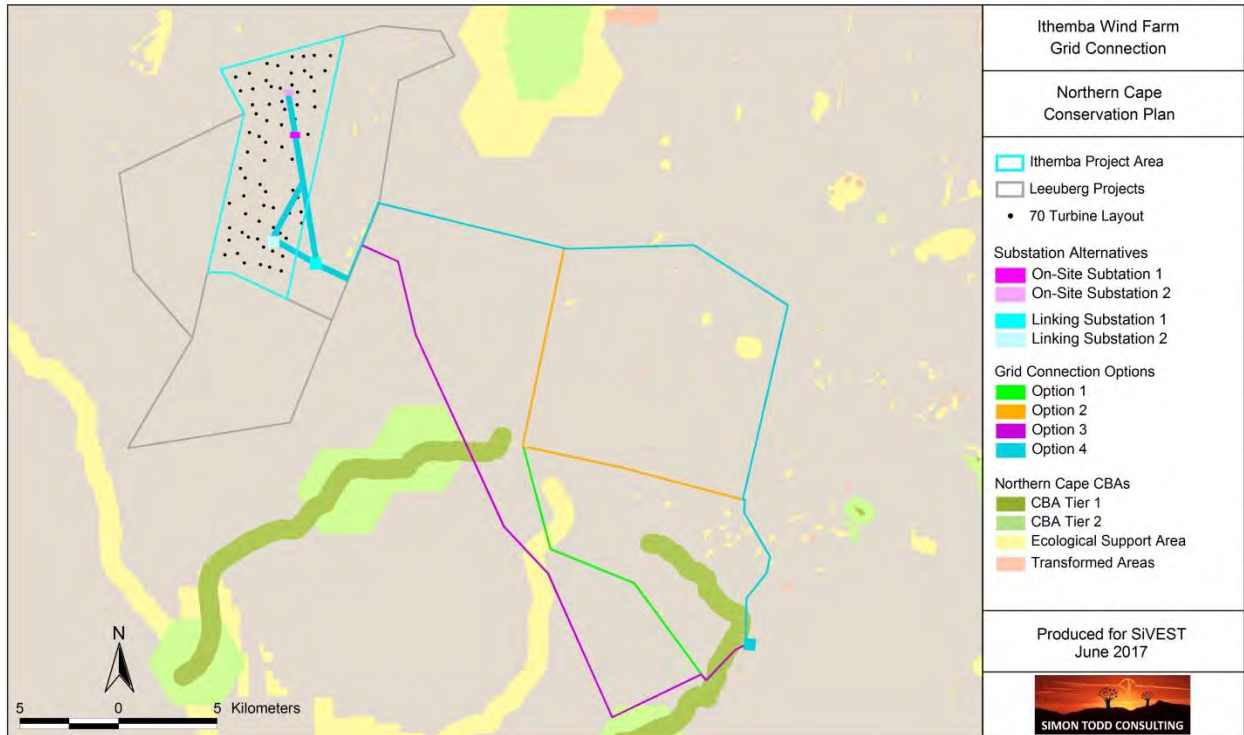 Ithemba Wind Farm
Grid Connection
Northern Cape
Conservation Plan
Ithemba Project Area
Leeuberg Projects
70 Turbine Layout
Substation Alternatives
On-Site Subtation 1
On-Site Substation 2
Linking Substation 1
Linking Substation 2
Grid Connection Options
Option 1
Option 2
Option 3
Option 4
Northern Cape CBAs
CBA Tier 1
CBA Tier 2
Ecological Support Area
Transformed Areas
Produced for SiVEST
June 2017
SIMON TODD CONSULTING
N
5 0 5 Kilometers